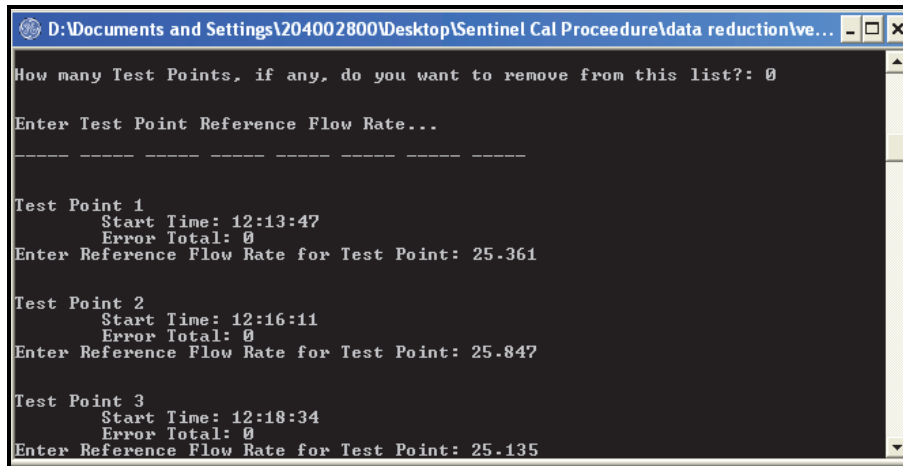 D:\Documents and Settings\204002800\Desktop\Sentinel Cal Proceedure\data reduction\ve...
How many Test Points, if any, do you want to remove from this list?: 0
Enter Test Point Reference Flow Rate...
----- ----- ----- ----- ----- ----- ----- -----
Test Point 1
Start Time: 12:13:47
Error Total: 0
Enter Reference Flow Rate for Test Point: 25.361
Test Point 2
Start Time: 12:16:11
Error Total: 0
Enter Reference Flow Rate for Test Point: 25.847
Test Point 3
Start Time: 12:18:34
Error Total: 0
Enter Reference Flow Rate for Test Point: 25.135